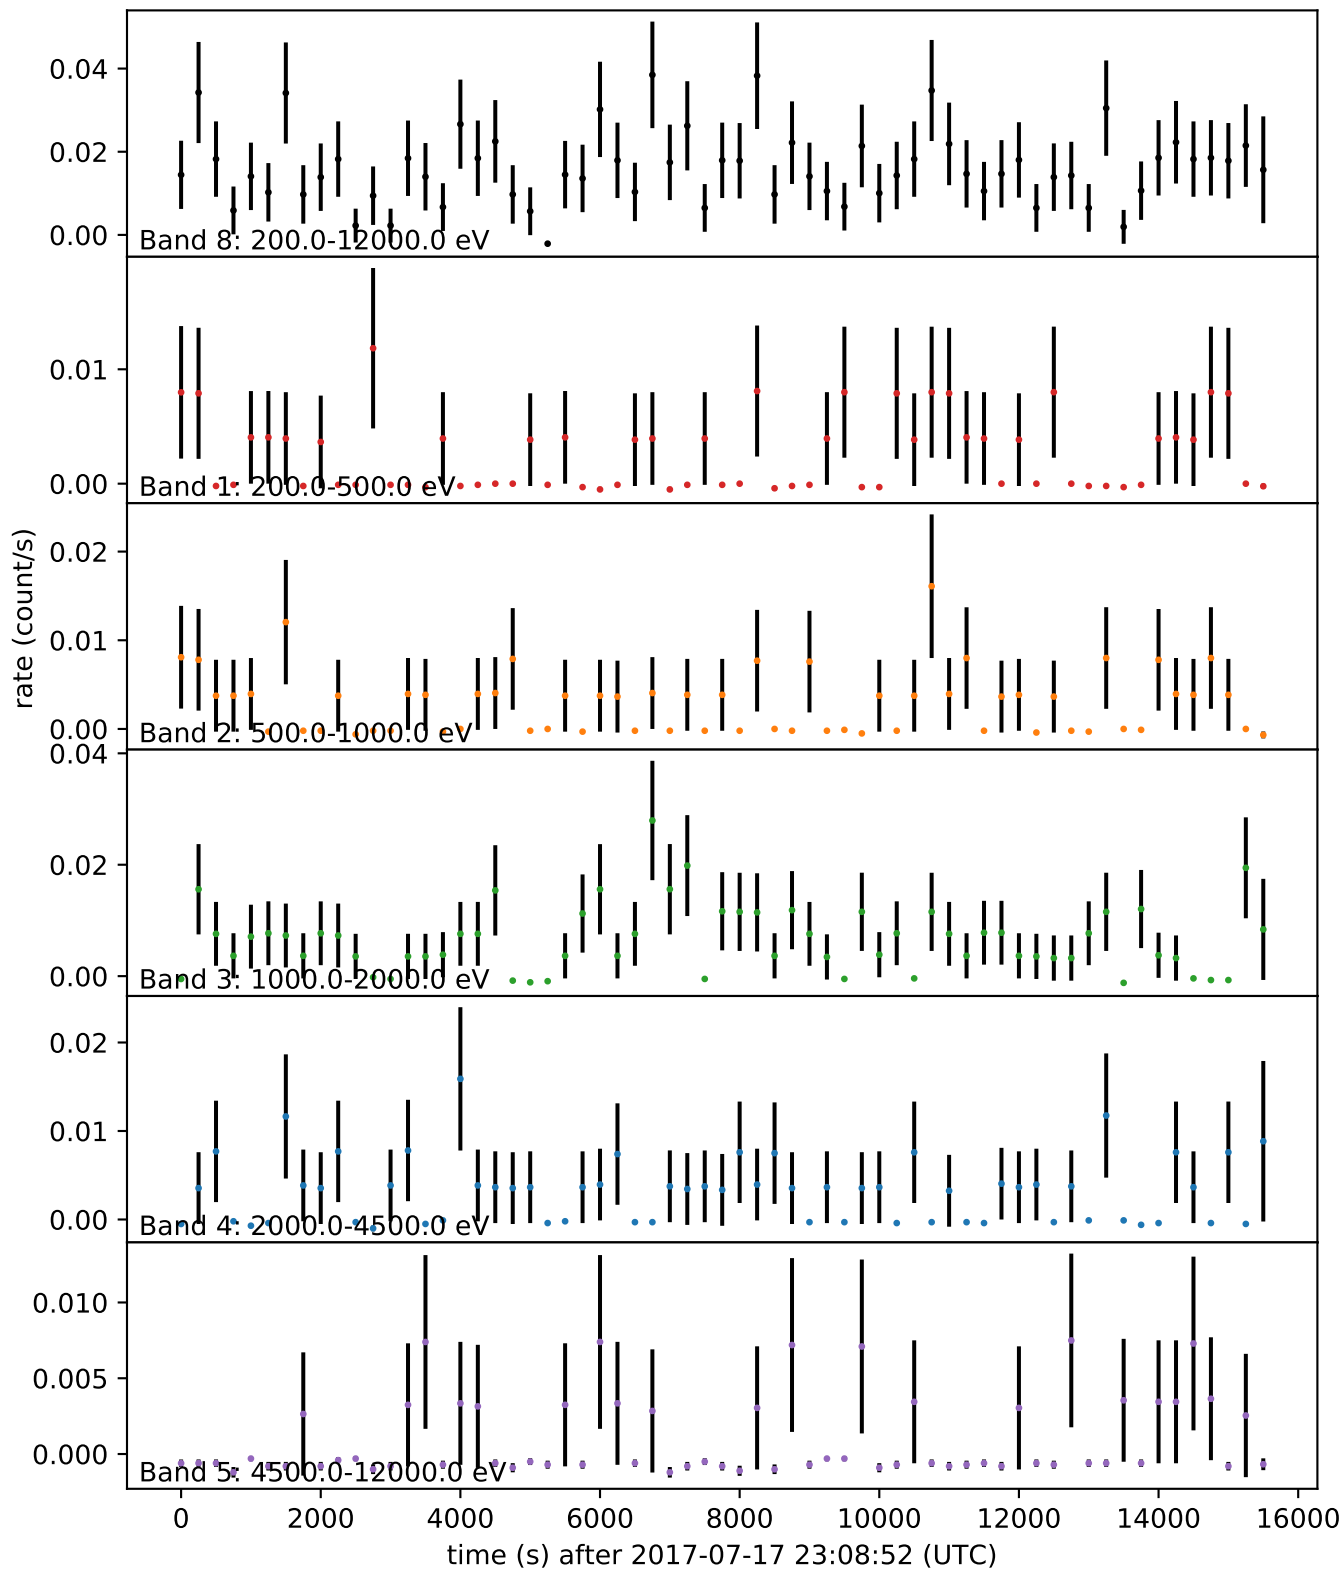 0.04
0.02
0.00
Band 8: 200.0-12000.0 eV
0.01
0.00
Band 1: 200.0-500.0 eV
rate (count/s)
0.02
0.01
0.00
Band 2: 500.0-1000.0 eV
0.04
0.02
0.00
Band 3: 1000.0-2000.0 eV
0.02
0.01
0.00
Band 4: 2000.0-4500.0 eV
0.010
0.005
0.000
Band 5: 4500.0-12000.0 eV
0 2000 4000 6000 8000 10000 12000 14000 16000
time (s) after 2017-07-17 23:08:52 (UTC)